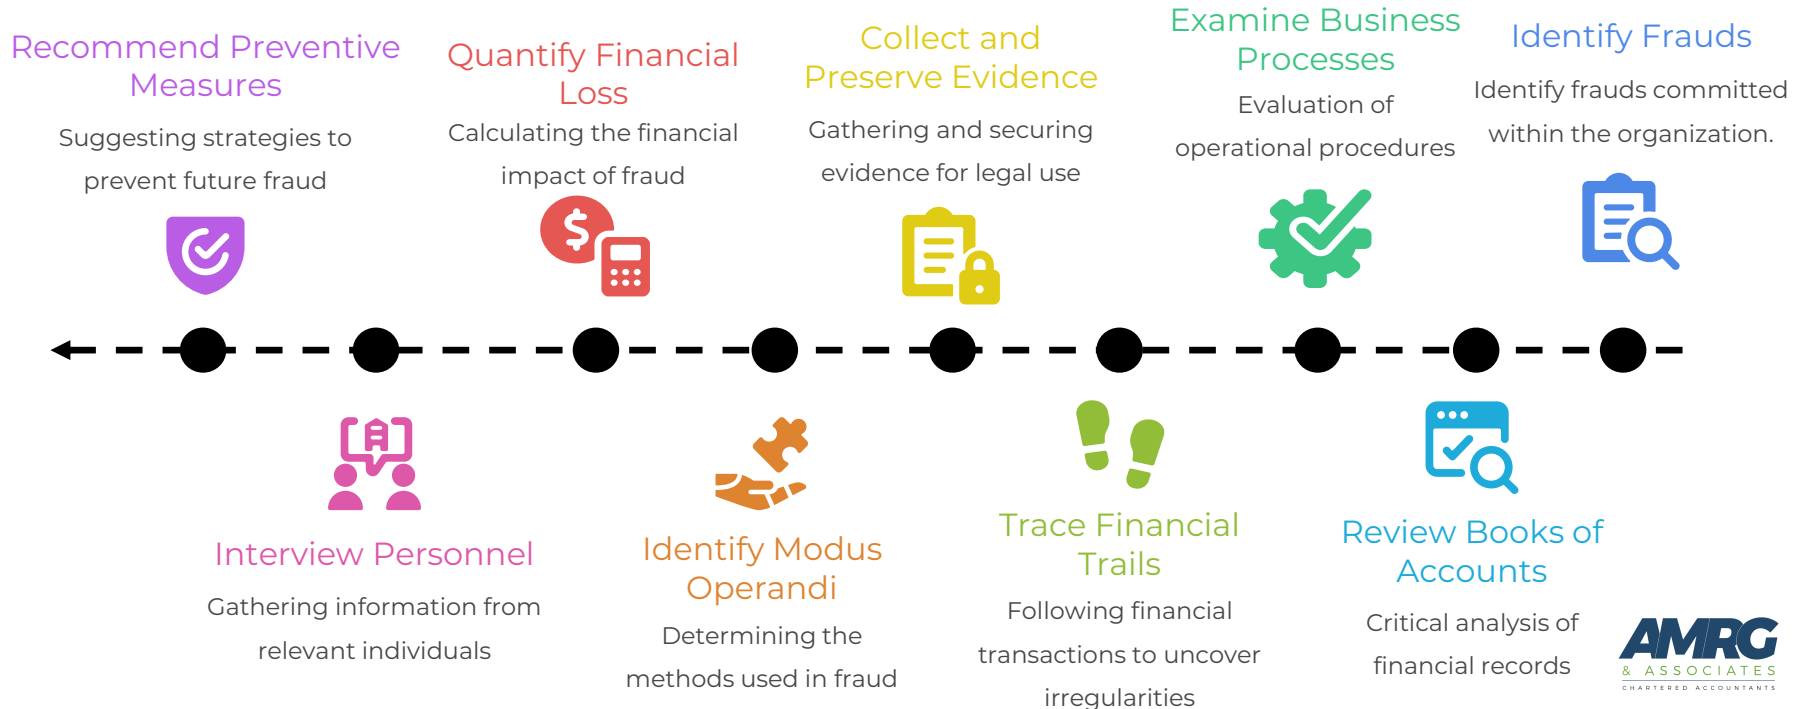 Recommend Preventive
Measures
Suggesting strategies to
prevent future fraud
Quantify Financial
Loss
Calculating the financial
impact of fraud
Collect and
Preserve Evidence
Gathering and securing
evidence for legal use
Examine Business
Processes
Evaluation of
operational procedures
Identify Frauds
Identify frauds committed
within the organization.
$
Interview Personnel
Gathering information from
relevant individuals
Identify Modus
Operandi
Determining the
methods used in fraud
Trace Financial
Trails
Following financial
transactions to uncover
irregularities
Review Books of
Accounts
Critical analysis of
financial records
AMRG
& ASSOCIATES
CHARTERED ACCOUNTANTS